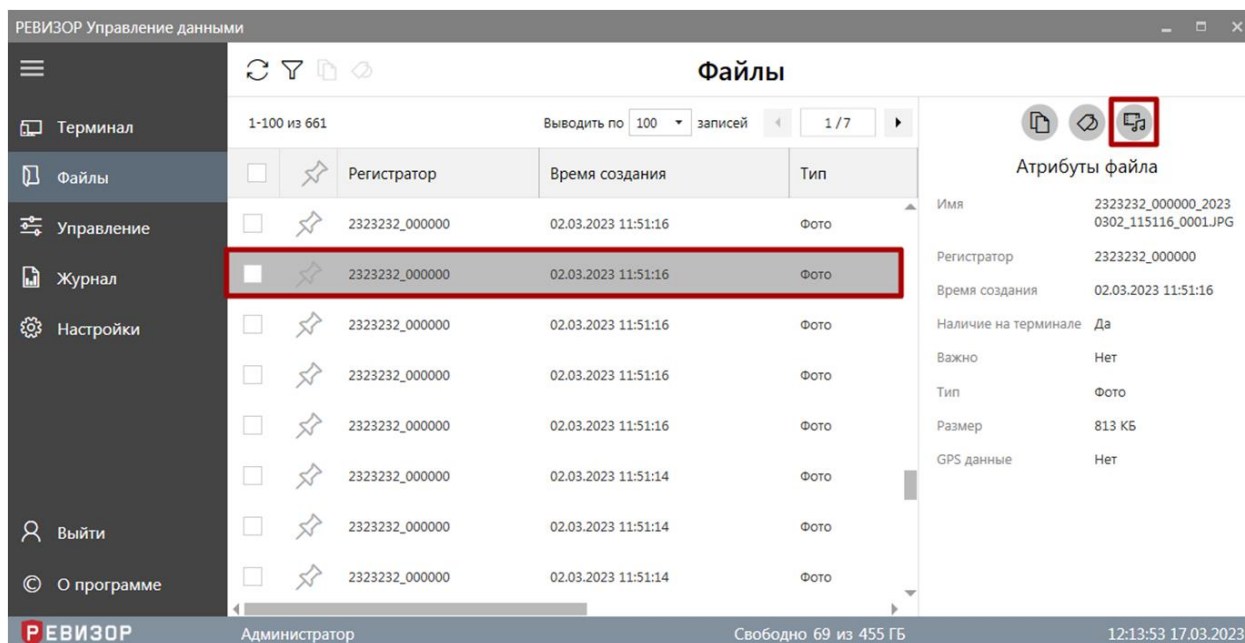 РЕВИЗОР Управление данными
Файлы
Терминал
Файлы
Управление
Журнал
Настройки
Выйти
© О программе
1-100 из 661 Выводить по 100 записей 1 / 7
Регистратор Время создания Тип
2323232_000000 02.03.2023 11:51:16 Фото
2323232_000000 02.03.2023 11:51:16 Фото
2323232_000000 02.03.2023 11:51:16 Фото
2323232_000000 02.03.2023 11:51:16 Фото
2323232_000000 02.03.2023 11:51:16 Фото
2323232_000000 02.03.2023 11:51:14 Фото
2323232_000000 02.03.2023 11:51:14 Фото
2323232_000000 02.03.2023 11:51:14 Фото
Атрибуты файла
Имя 2323232_000000_2023
0302_115116_0001.JPG
Регистратор 2323232_000000
Время создания 02.03.2023 11:51:16
Наличие на терминале Да
Важно Нет
Тип Фото
Размер 813 КБ
GPS данные Нет
РЕВИЗОР Администратор Свободно 69 из 455 ГБ 12:13:53 17.03.2023